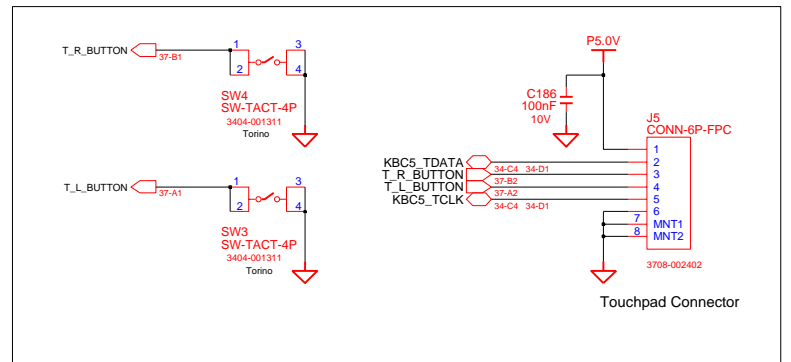 T_R_BUTTON
37-B1
1
2
3
4
SW4
SW-TACT-4P
3404-001311
Torino
T_L_BUTTON
37-A1
1
2
3
4
SW3
SW-TACT-4P
3404-001311
Torino
P5.0V
C186
100nF
10V
J5
CONN-6P-FPC
1
KBC5_TDATA 34-C4 34-D1 2
T_R_BUTTON 37-B2 3
T_L_BUTTON 37-A2 4
KBC5_TCLK 34-C4 34-D1 5
6
7 MNT1
8 MNT2
3708-002402
Touchpad Connector